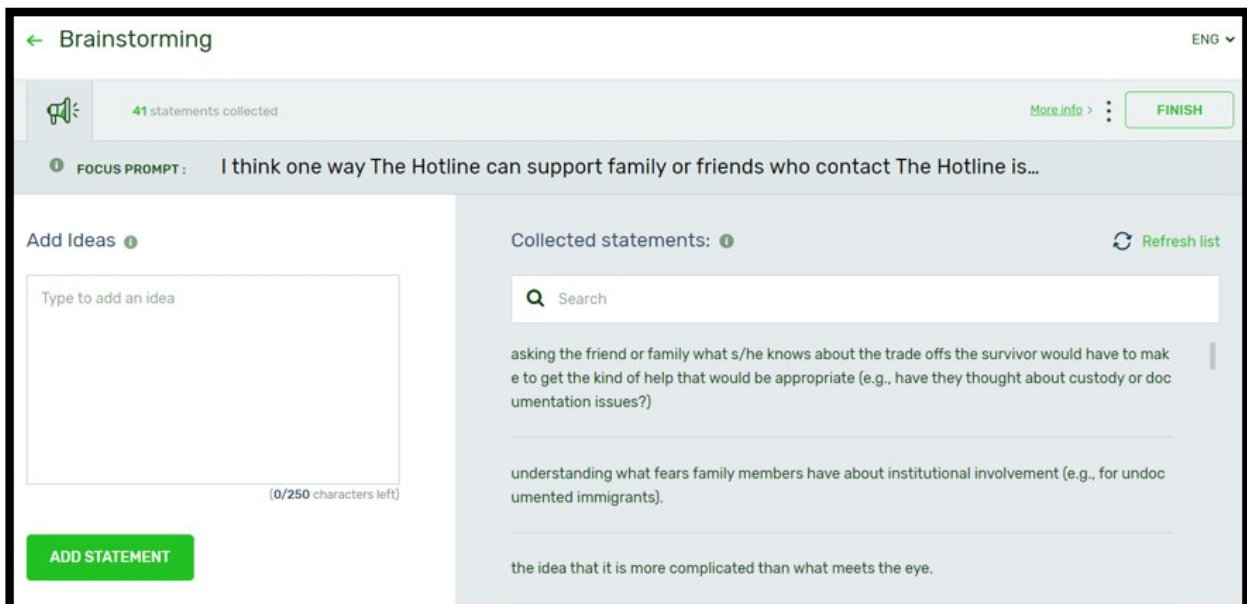 ← Brainstorming
ENG
41 statements collected
More info >
FINISH
FOCUS PROMPT : I think one way The Hotline can support family or friends who contact The Hotline is…
Add Ideas
Type to add an idea
(0/250 characters left)
ADD STATEMENT
Collected statements:
Refresh list
Search
asking the friend or family what s/he knows about the trade offs the survivor would have to mak
e to get the kind of help that would be appropriate (e.g., have they thought about custody or doc
umentation issues?)
understanding what fears family members have about institutional involvement (e.g., for undoc
umented immigrants).
the idea that it is more complicated than what meets the eye.